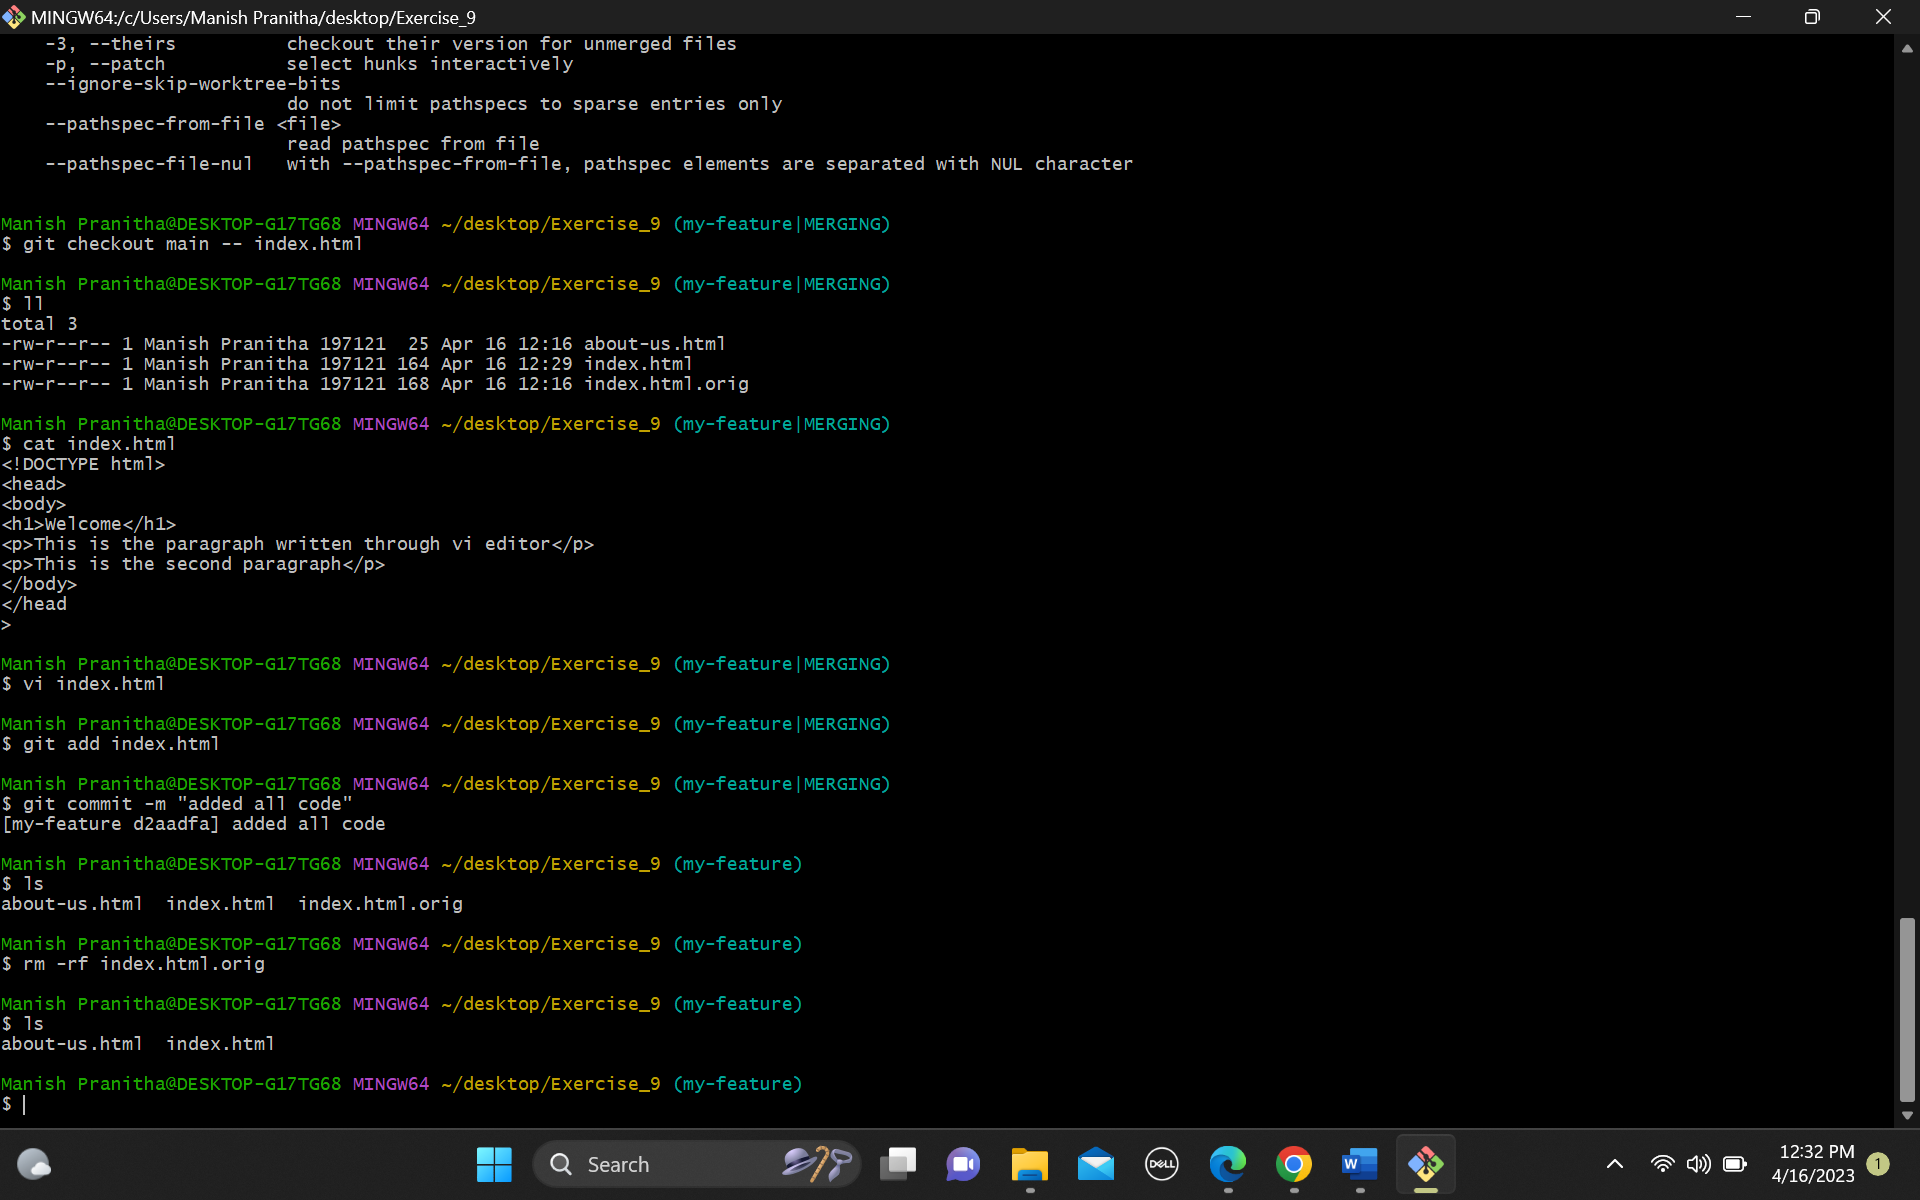 MINGW64:/c/Users/Manish Pranitha/desktop/Exercise_9
-3, --theirs          checkout their version for unmerged files
-p, --patch           select hunks interactively
--ignore-skip-worktree-bits
do not limit pathspecs to sparse entries only
--pathspec-from-file <file>
read pathspec from file
--pathspec-file-nul   with --pathspec-from-file, pathspec elements are separated with NUL character
Manish Pranitha@DESKTOP-G17TG68 MINGW64 ~/desktop/Exercise_9 (my-feature|MERGING)
$ git checkout main -- index.html
Manish Pranitha@DESKTOP-G17TG68 MINGW64 ~/desktop/Exercise_9 (my-feature|MERGING)
$ ll
total 3
-rw-r--r-- 1 Manish Pranitha 197121  25 Apr 16 12:16 about-us.html
-rw-r--r-- 1 Manish Pranitha 197121 164 Apr 16 12:29 index.html
-rw-r--r-- 1 Manish Pranitha 197121 168 Apr 16 12:16 index.html.orig
Manish Pranitha@DESKTOP-G17TG68 MINGW64 ~/desktop/Exercise_9 (my-feature|MERGING)
$ cat index.html
<!DOCTYPE html>
<head>
<body>
<h1>Welcome</h1>
<p>This is the paragraph written through vi editor</p>
<p>This is the second paragraph</p>
</body>
</head
>
Manish Pranitha@DESKTOP-G17TG68 MINGW64 ~/desktop/Exercise_9 (my-feature|MERGING)
$ vi index.html
Manish Pranitha@DESKTOP-G17TG68 MINGW64 ~/desktop/Exercise_9 (my-feature|MERGING)
$ git add index.html
Manish Pranitha@DESKTOP-G17TG68 MINGW64 ~/desktop/Exercise_9 (my-feature|MERGING)
$ git commit -m "added all code"
[my-feature d2aadfa] added all code
Manish Pranitha@DESKTOP-G17TG68 MINGW64 ~/desktop/Exercise_9 (my-feature)
$ ls
about-us.html  index.html  index.html.orig
Manish Pranitha@DESKTOP-G17TG68 MINGW64 ~/desktop/Exercise_9 (my-feature)
$ rm -rf index.html.orig
Manish Pranitha@DESKTOP-G17TG68 MINGW64 ~/desktop/Exercise_9 (my-feature)
$ ls
about-us.html  index.html
Manish Pranitha@DESKTOP-G17TG68 MINGW64 ~/desktop/Exercise_9 (my-feature)
$
Search
DELL
W
12:32 PM
4/16/2023
1